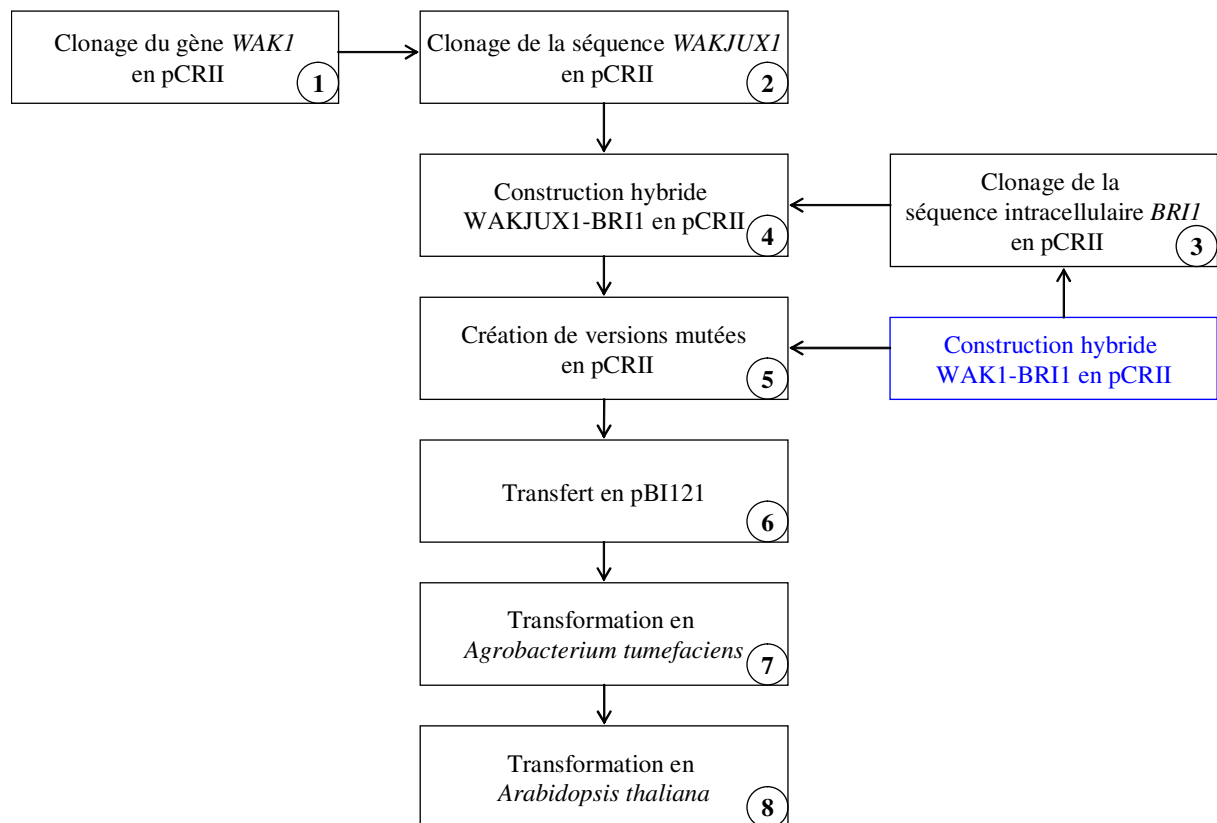 Clonage du gène WAK1
en pCRII
1
Clonage de la séquence WAKJUX1
en pCRII
2
Construction hybride
WAKJUX1-BRI1 en pCRII
4
Clonage de la
séquence intracellulaire BRI1
en pCRII
3
Création de versions mutées
en pCRII
5
Construction hybride
WAK1-BRI1 en pCRII
Transfert en pBI121
6
Transformation en
Agrobacterium tumefaciens
7
Transformation en
Arabidopsis thaliana
8